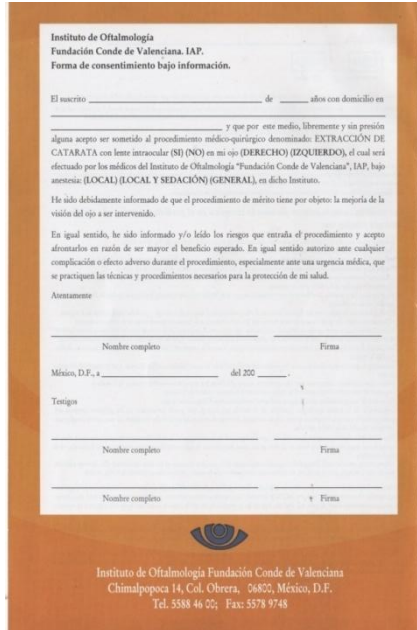 Instituto de Oftalmología
Fundación Conde de Valenciana. IAP.
Forma de consentimiento bajo información.
El suscrito ______ de ______ años con domicilio en
______ y que por este medio, libremente y sin presión
alguna acepto ser sometido al procedimiento médico-quirúrgico denominado: EXTRACCIÓN DE
CATARATA con lente intraocular (SI) (NO) en mi ojo (DERECHO) (IZQUIERDO), el cual será
efectuado por los médicos del Instituto de Oftalmología "Fundación Conde de Valenciana", IAP, bajo
anestesia: (LOCAL) (LOCAL Y SEDACIÓN) (GENERAL), en dicho Instituto.
He sido debidamente informado de que el procedimiento de mérito tiene por objeto: la mejoría de la
visión del ojo a ser intervenido.
En igual sentido, he sido informado y/o leído los riesgos que entraña el procedimiento y acepto
afrontarlos en razón de ser mayor el beneficio esperado. En igual sentido autorizo ante cualquier
complicación o efecto adverso durante el procedimiento, especialmente ante una urgencia médica, que
se practiquen las técnicas y procedimientos necesarios para la protección de mi salud.
Atentamente
Nombre completo Firma
México, D.F., a ______ del 200 ______ .
Testigos
Nombre completo Firma
Nombre completo Firma
Instituto de Oftalmología Fundación Conde de Valenciana
Chimalpopoca 14, Col. Obrera, 06800, México, D.F.
Tel. 5588 46 00; Fax: 5578 9748